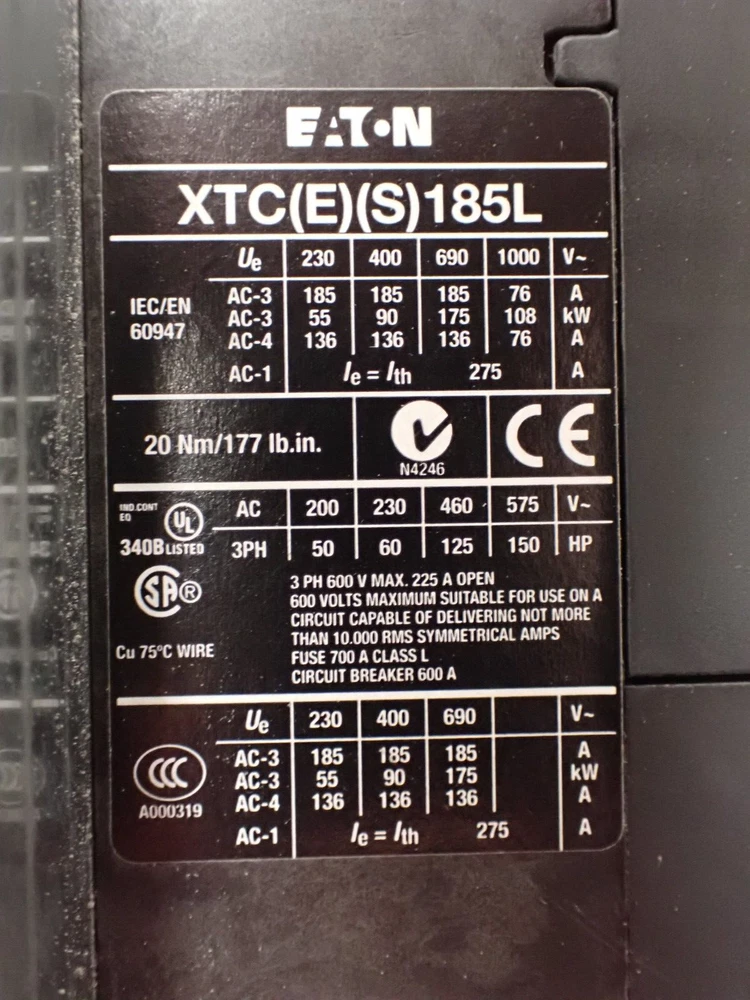 EATON
XTC(E)(S)185L
Ue 230 400 690 1000 V~
IEC/EN
60947
AC-3 185 185 185 76 A
AC-3 55 90 175 108 kW
AC-4 136 136 136 76 A
AC-1 Ie = Ith 275 A
20 Nm/177 lb.in.
N4246
CE
IND.CONT
EQ
UL
340B LISTED
AC 200 230 460 575 V~
3PH 50 60 125 150 HP
SA®
Cu 75°C WIRE
3 PH 600 V MAX. 225 A OPEN
600 VOLTS MAXIMUM SUITABLE FOR USE ON A
CIRCUIT CAPABLE OF DELIVERING NOT MORE
THAN 10.000 RMS SYMMETRICAL AMPS
FUSE 700 A CLASS L
CIRCUIT BREAKER 600 A
Ue 230 400 690 V~
CCC
A000319
AC-3 185 185 185 A
AC-3 55 90 175 kW
AC-4 136 136 136 A
AC-1 Ie = Ith 275 A